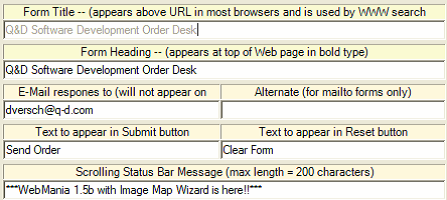 Form Title -- (appears above URL in most browsers and is used by WWW search
Q&D Software Development Order Desk
Form Heading -- (appears at top of Web page in bold type)
Q&D Software Development Order Desk
E-Mail responses to (will not appear on
Alternate (for mailto forms only)
dversch@q-d.com
Text to appear in Submit button
Text to appear in Reset button
Send Order
Clear Form
Scrolling Status Bar Message (max length = 200 characters)
***WebMania 1.5b with Image Map Wizard is here!!***